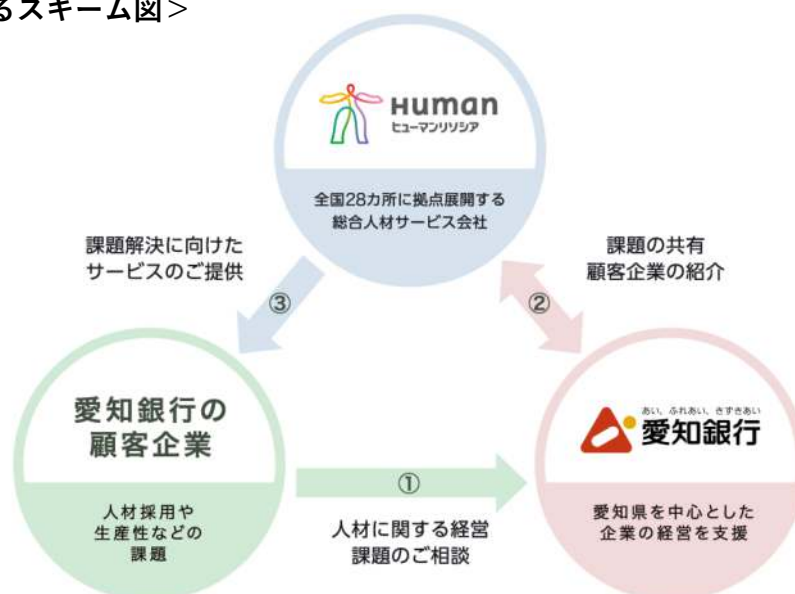 るスキーム図＞
Human
ヒューマンリソシア
全国28カ所に拠点展開する
総合人材サービス会社
課題解決に向けた
サービスのご提供
③
課題の共有
顧客企業の紹介
②
愛知銀行の
顧客企業
人材採用や
生産性などの
課題
①
人材に関する経営
課題のご相談
あい、ふれあい、きずきあい
愛知銀行
愛知県を中心とした
企業の経営を支援